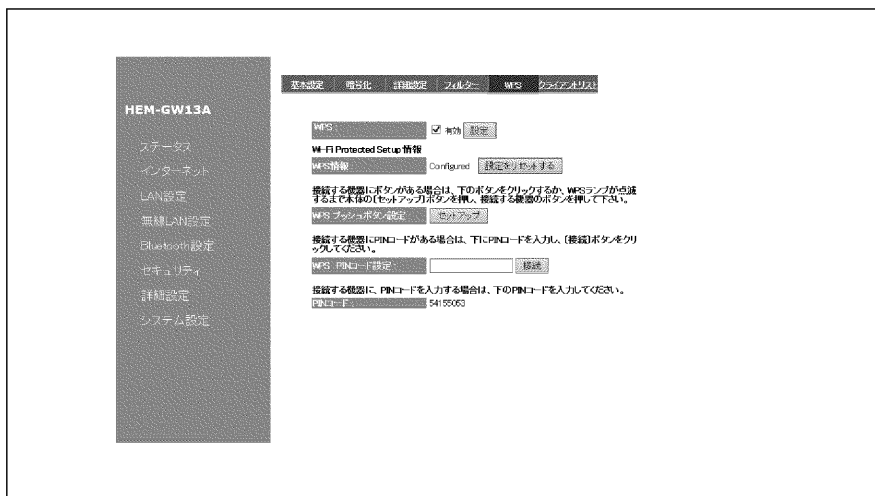 HEM-GW13A
ステータス
インターネット
LAN設定
無線LAN設定
Bluetooth設定
セキュリティ
詳細設定
システム設定
基本設定 暗号化 詳細設定 フィルター WPS クライアントリスト
WPS : 有効 設定
Wi-Fi Protected Setup 情報
WPS情報 Configured 設定をリセットする
接続する機器にボタンがある場合は、下のボタンをクリックするか、WPSランプが点滅
するまで本体の[セットアップ]ボタンを押し、接続する機器のボタンを押して下さい。
WPS プッシュボタン設定 セットアップ
接続する機器にPINコードがある場合は、下にPINコードを入力し、[接続]ボタンをクリ
ックしてください。
WPS PINコード設定 : 接続
接続する機器に、PINコードを入力する場合は、下のPINコードを入力してください。
PINコード : 54155053